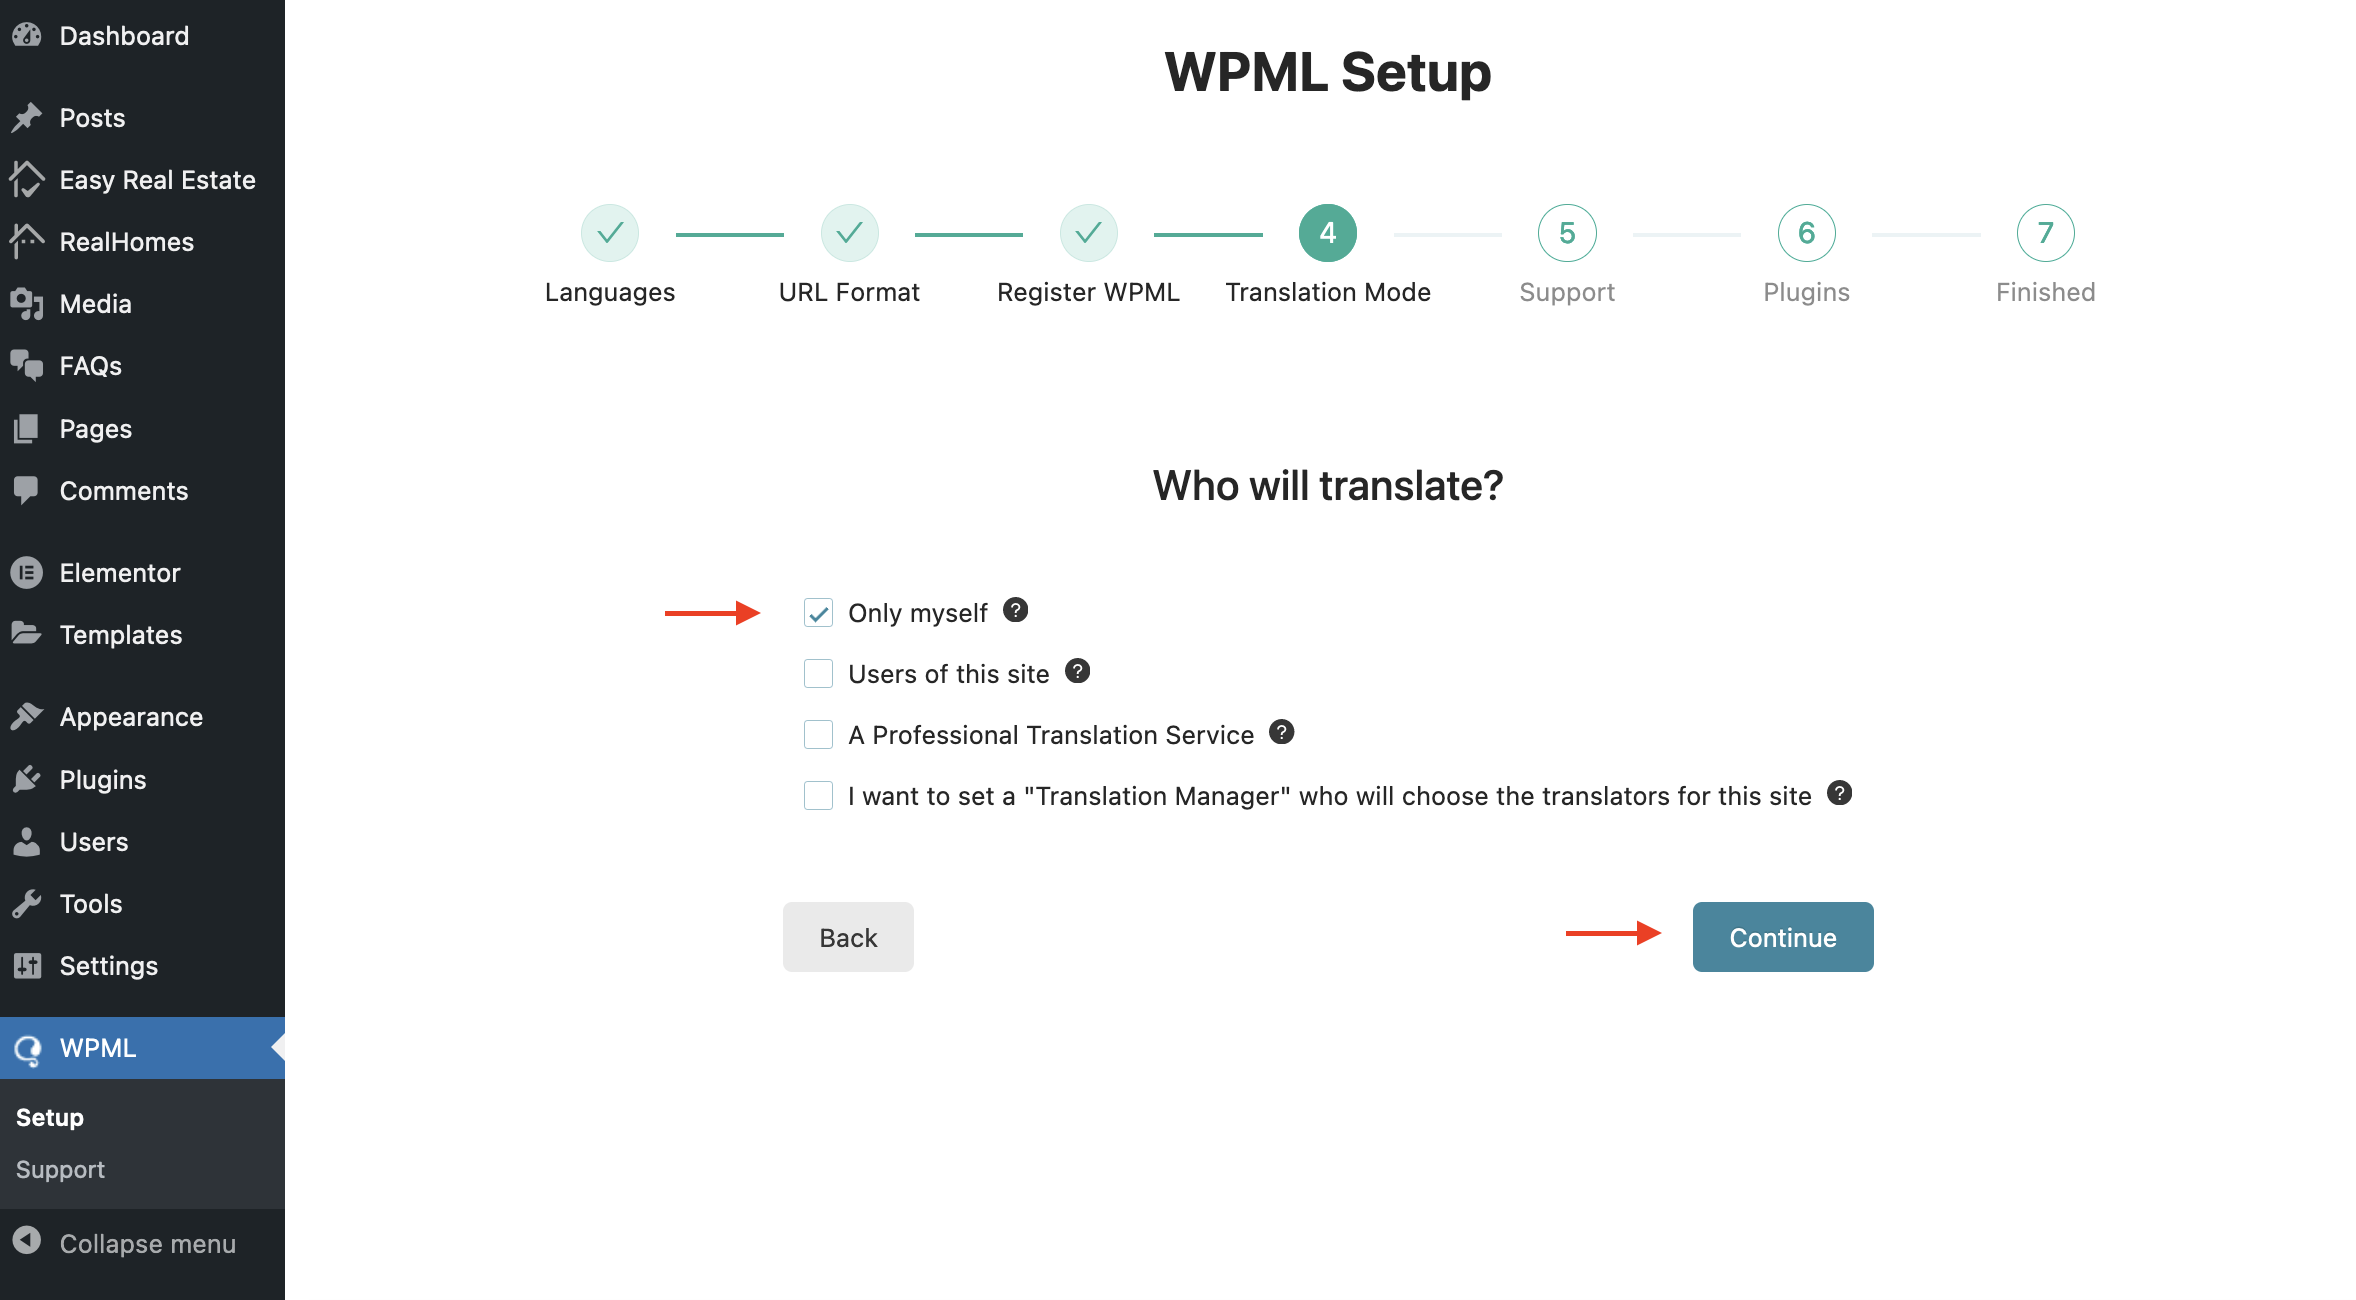 Dashboard
Posts
Easy Real Estate
RealHomes
Media
FAQs
Pages
Comments
Elementor
Templates
Appearance
Plugins
Users
Tools
Settings
WPML
Setup
Support
Collapse menu
WPML Setup
4
5
6
7
Languages
URL Format
Register WPML
Translation Mode
Support
Plugins
Finished
Who will translate?
Only myself ?
Users of this site ?
A Professional Translation Service ?
I want to set a "Translation Manager" who will choose the translators for this site ?
Back
Continue